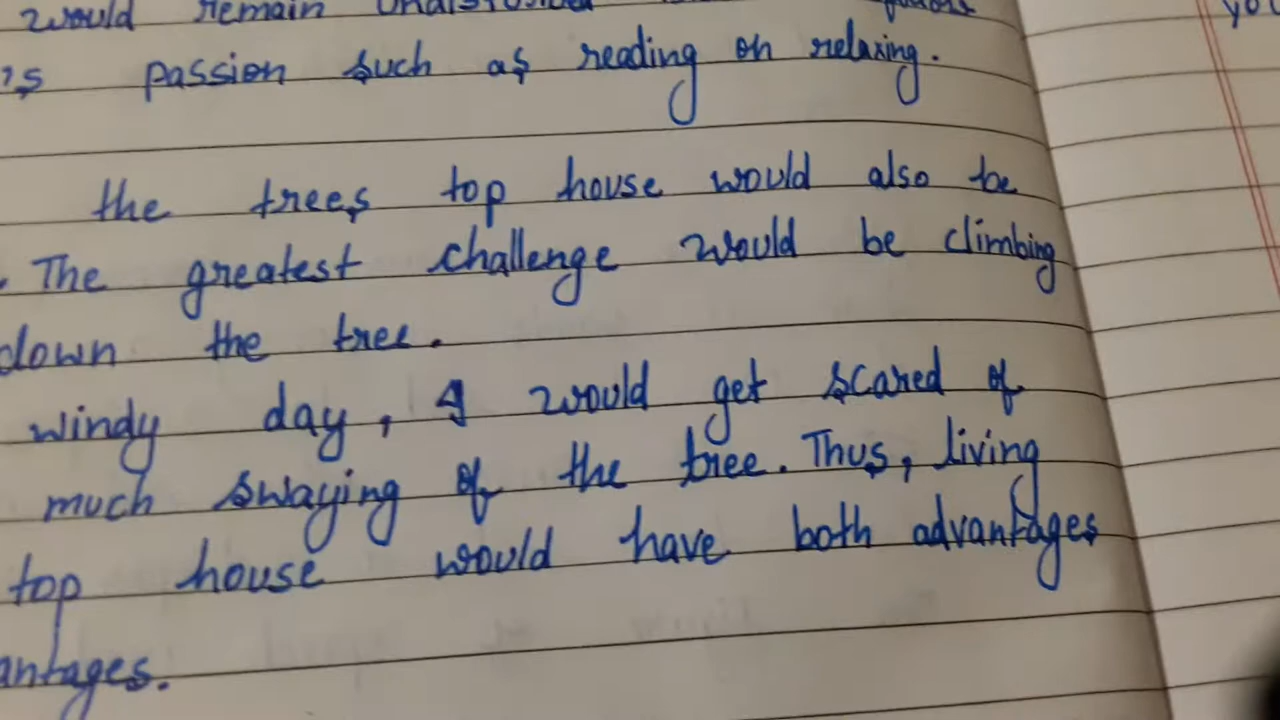 would remain
passion such as reading or relaxing.
the trees top house would also be
. The greatest challenge would be climbing
down the tree.
windy day, I would get scared of
much swaying of the tree. Thus, living
top house would have both advantages
antages.